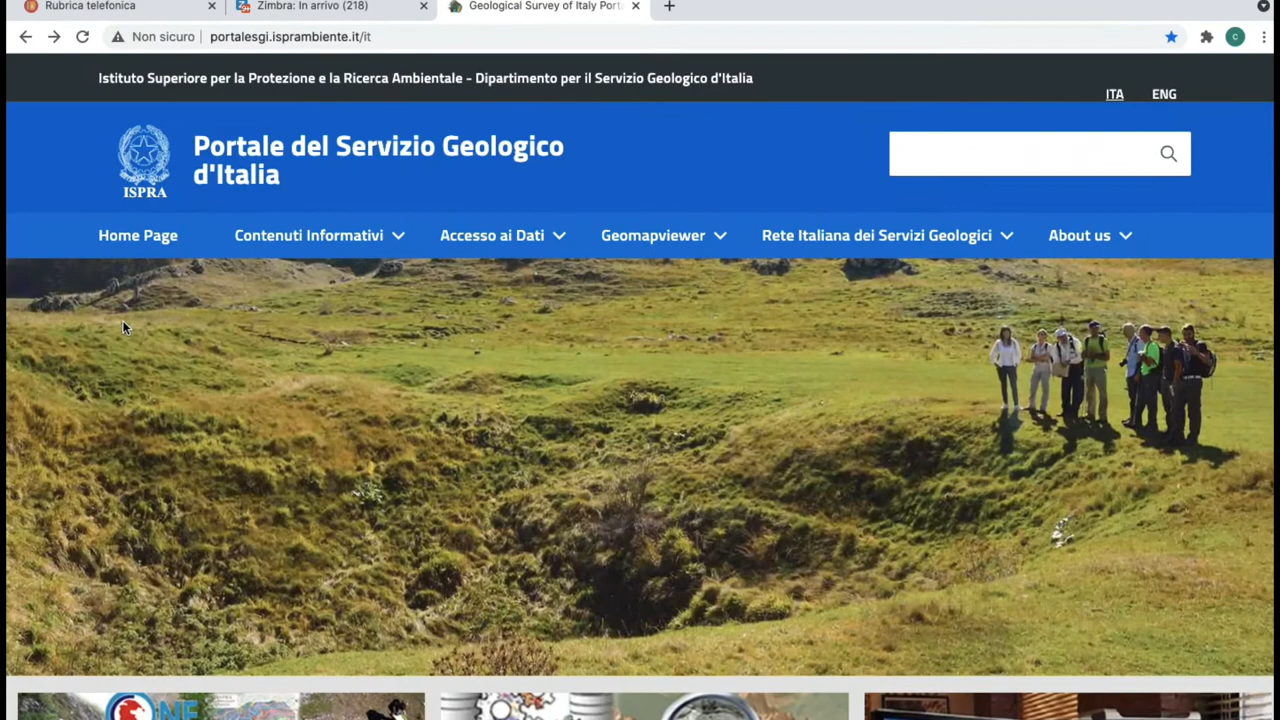 Rubrica telefonica
Zimbra: In arrivo (218)
Geological Survey of Italy Port
Non sicuro
portalesgi.isprambiente.it/it
C
Istituto Superiore per la Protezione e la Ricerca Ambientale - Dipartimento per il Servizio Geologico d'Italia
ITA ENG
ISPRA
Portale del Servizio Geologico
d'Italia
Home Page Contenuti Informativi Accesso ai Dati Geomapviewer Rete Italiana dei Servizi Geologici About us